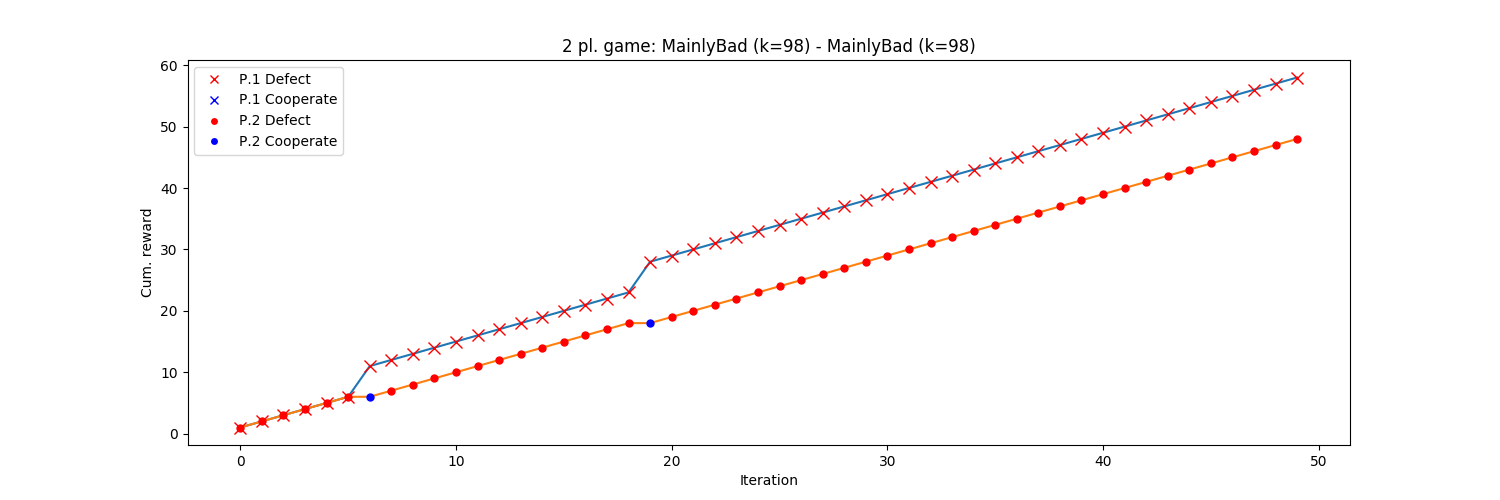 2 pl. game: MainlyBad (k=98) - MainlyBad (k=98)
P.1 Defect
P.1 Cooperate
P.2 Defect
P.2 Cooperate
Cum. reward
60
50
40
30
20
10
0
0 10 20 30 40 50
Iteration